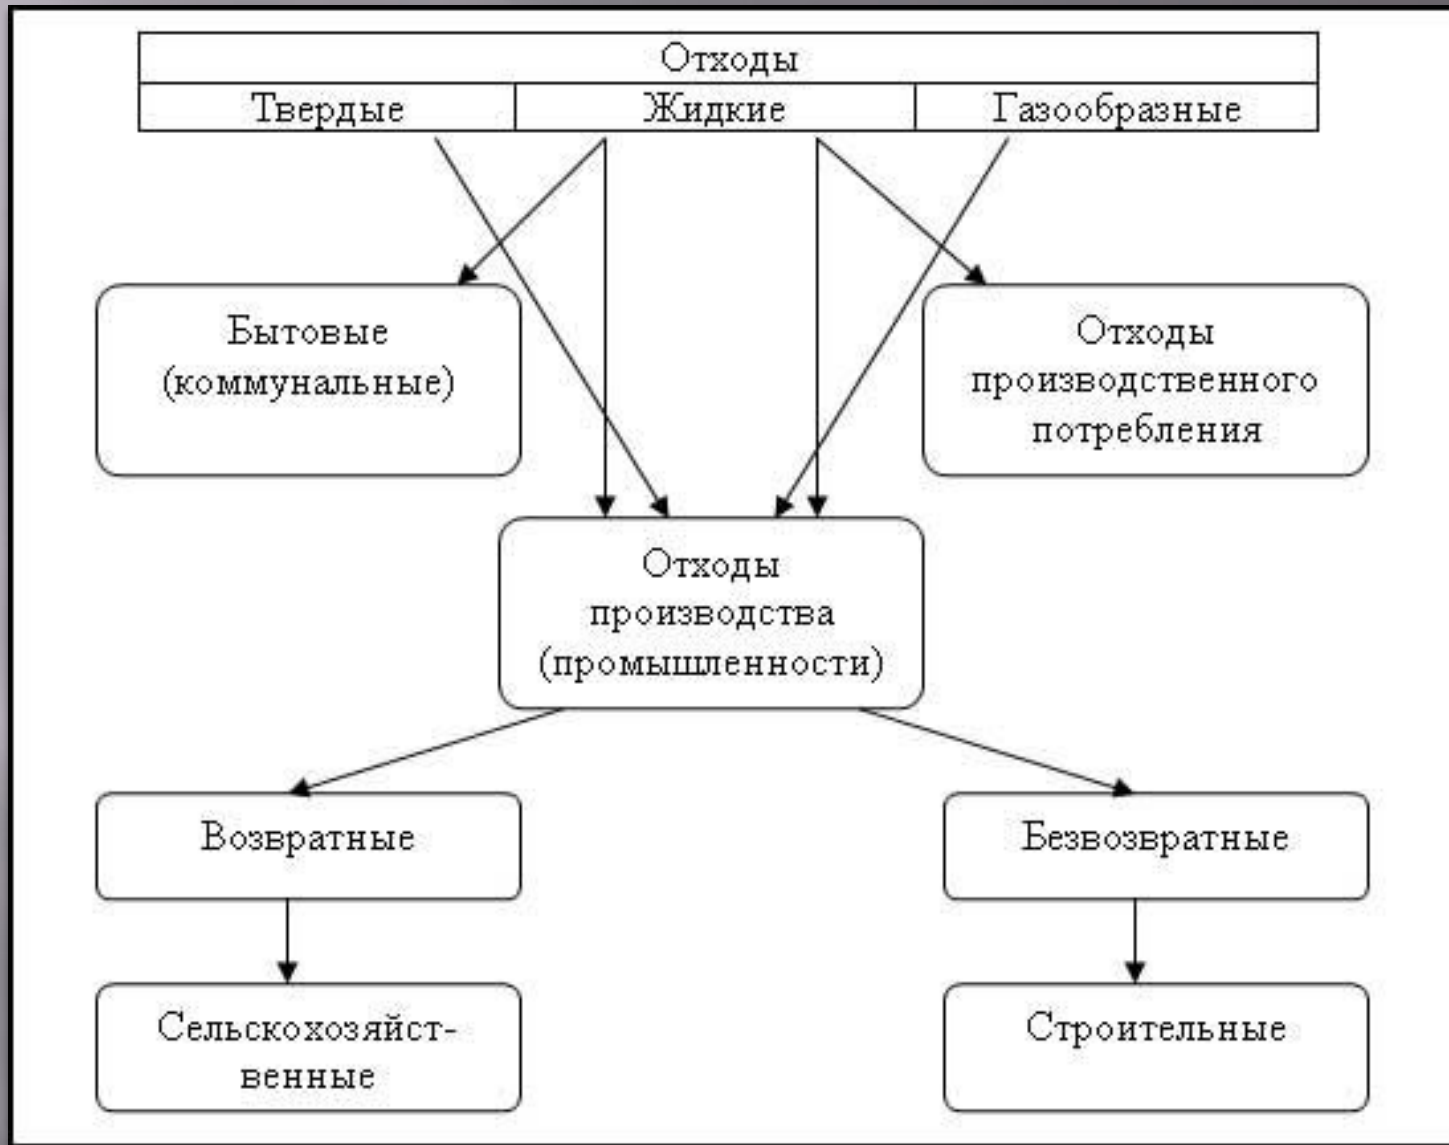 Отходы
Твердые Жидкие Газообразные
Бытовые
(коммунальные)
Отходы
производственного
потребления
Отходы
производства
(промышленности)
Возвратные
Безвозвратные
Сельскохозяйст-
венные
Строительные